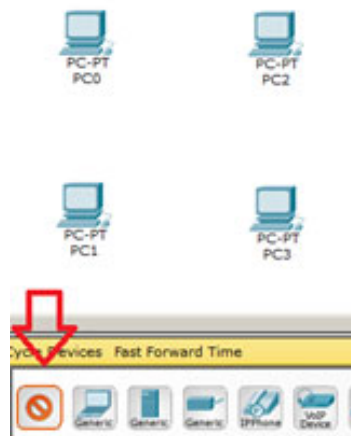 PC-PT
PC0
PC-PT
PC2
PC-PT
PC1
PC-PT
PC3
Devices Fast Forward Time
Generic
Generic
Generic
IPPhone
VoIP
Device